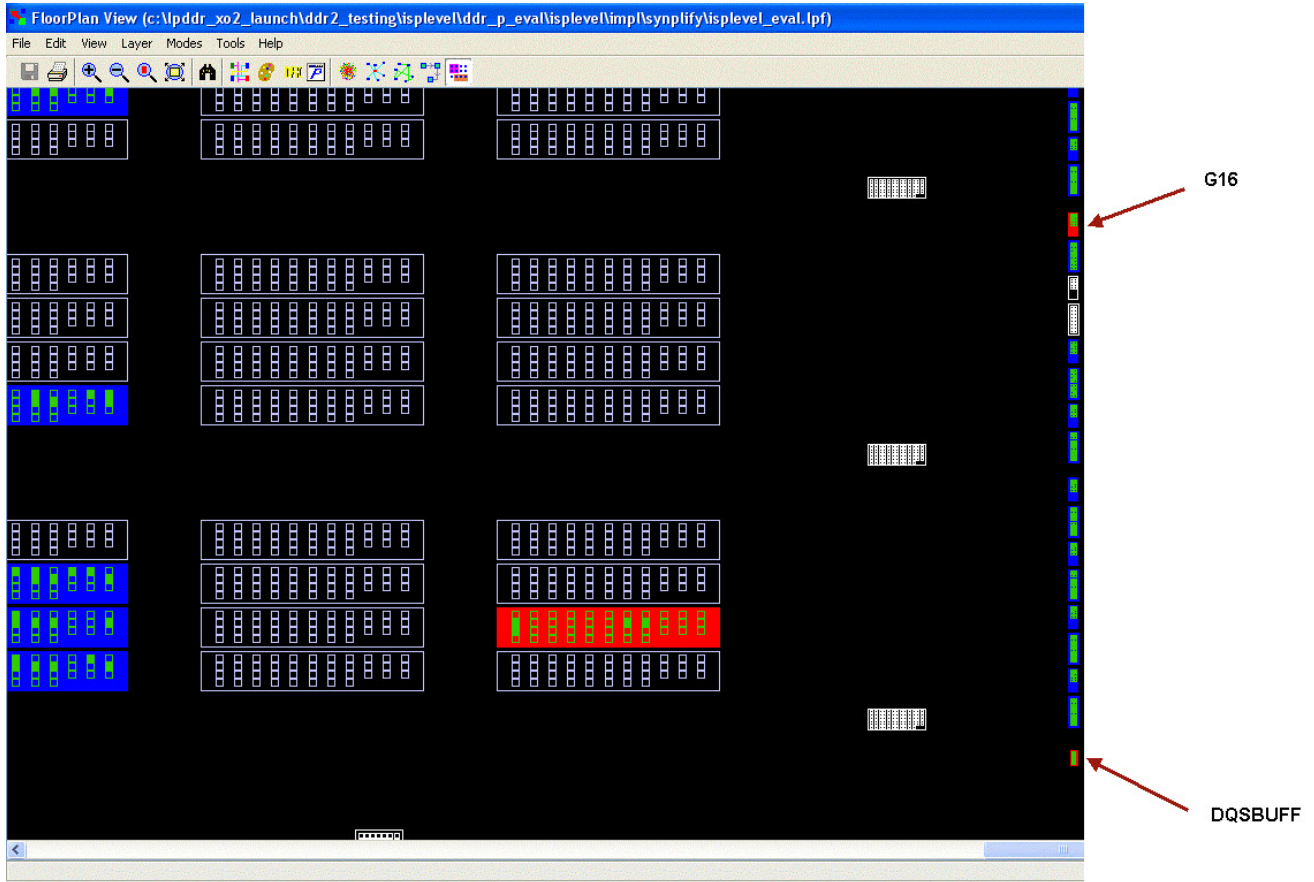 FloorPlan View (c:\lpddr_xo2_launch\ddr2_testing\isplevel\ddr_p_eval\isplevel\impl\synplify\isplevel_eval.lpf)
File Edit View Layer Modes Tools Help
G16
DQSBUFF